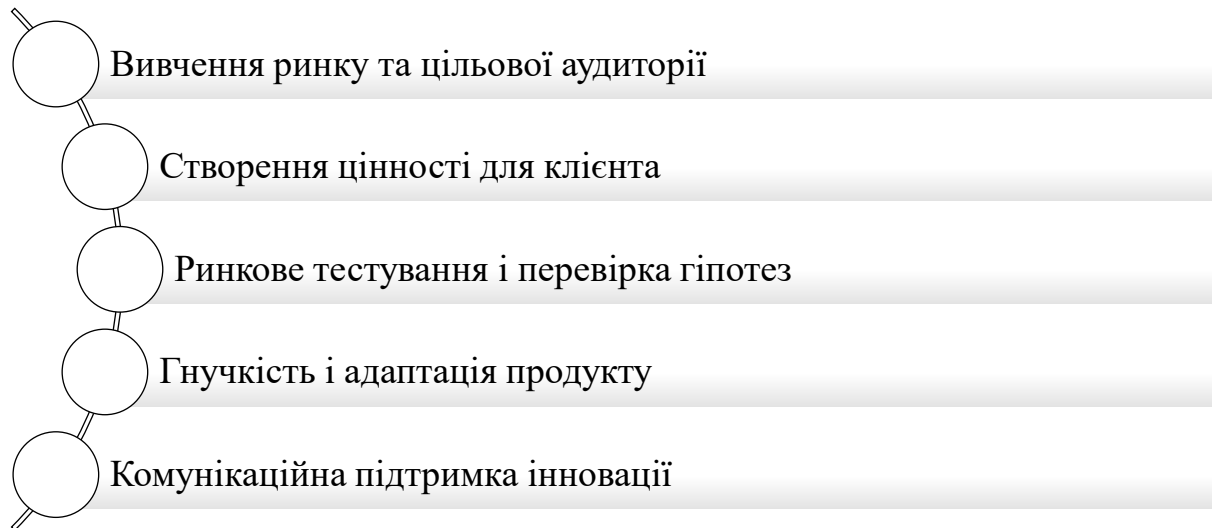 Вивчення ринку та цільової аудиторії
Створення цінності для клієнта
Ринкове тестування і перевірка гіпотез
Гнучкість і адаптація продукту
Комунікаційна підтримка інновації